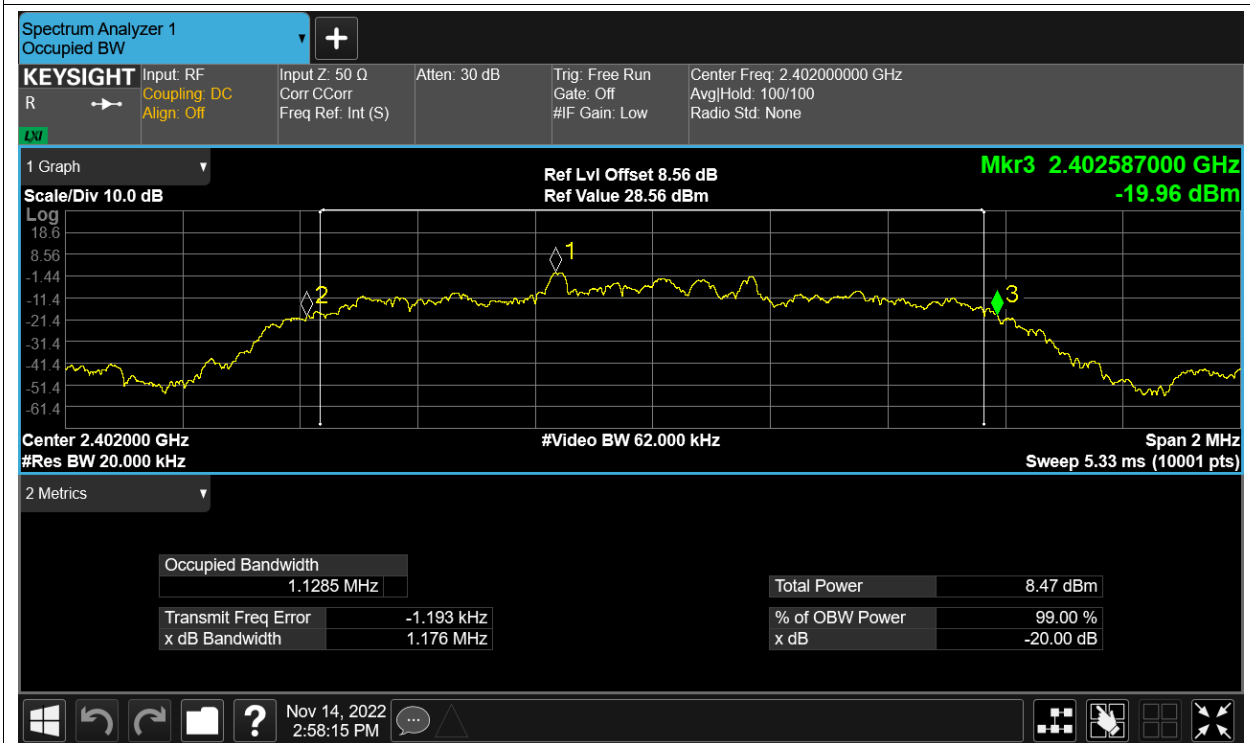 Spectrum Analyzer 1
Occupied BW
KEYSIGHT
R
LXI
Input: RF
Coupling: DC
Align: Off
Input Z: 50 Ω
Corr CCorr
Freq Ref: Int (S)
Atten: 30 dB
Trig: Free Run
Gate: Off
#IF Gain: Low
Center Freq: 2.402000000 GHz
Avg|Hold: 100/100
Radio Std: None
1 Graph
Scale/Div 10.0 dB
Ref Lvl Offset 8.56 dB
Ref Value 28.56 dBm
Mkr3 2.402587000 GHz
-19.96 dBm
Log
18.6
8.56
-1.44
-11.4
-21.4
-31.4
-41.4
-51.4
-61.4
1
2
3
Center 2.402000 GHz
#Res BW 20.000 kHz
#Video BW 62.000 kHz
Span 2 MHz
Sweep 5.33 ms (10001 pts)
2 Metrics
Occupied Bandwidth
1.1285 MHz
Transmit Freq Error -1.193 kHz
x dB Bandwidth 1.176 MHz
Total Power 8.47 dBm
% of OBW Power 99.00 %
x dB -20.00 dB
?
Nov 14, 2022
2:58:15 PM